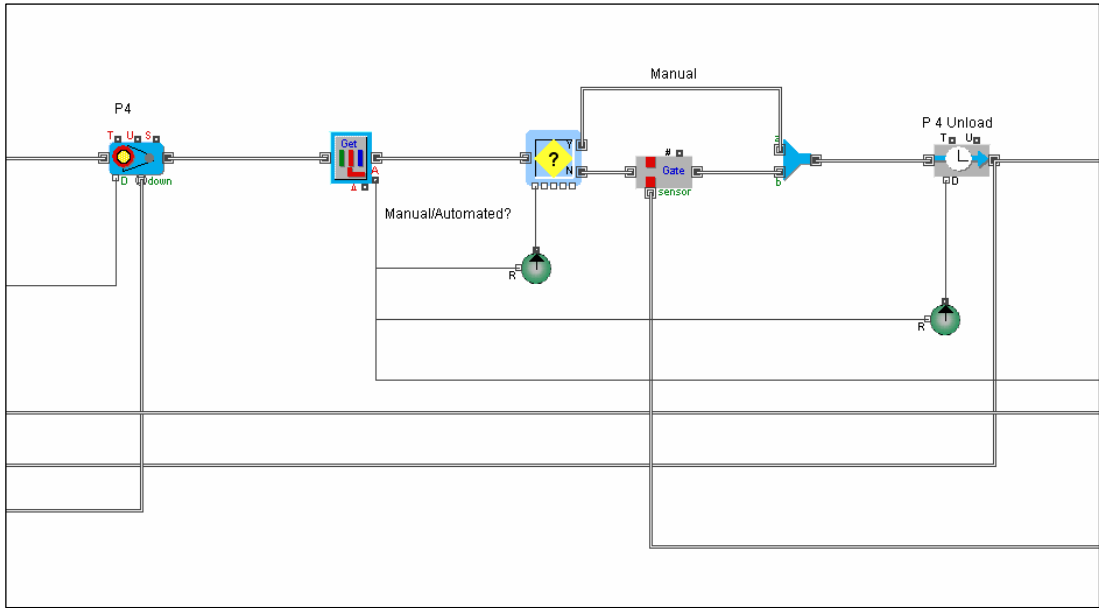 Manual
P4
P 4 Unload
T U S
T U
Get
Y
#
a
?
N
Gate
A
b
D down
Δ
sensor
D
Manual/Automated?
R
R